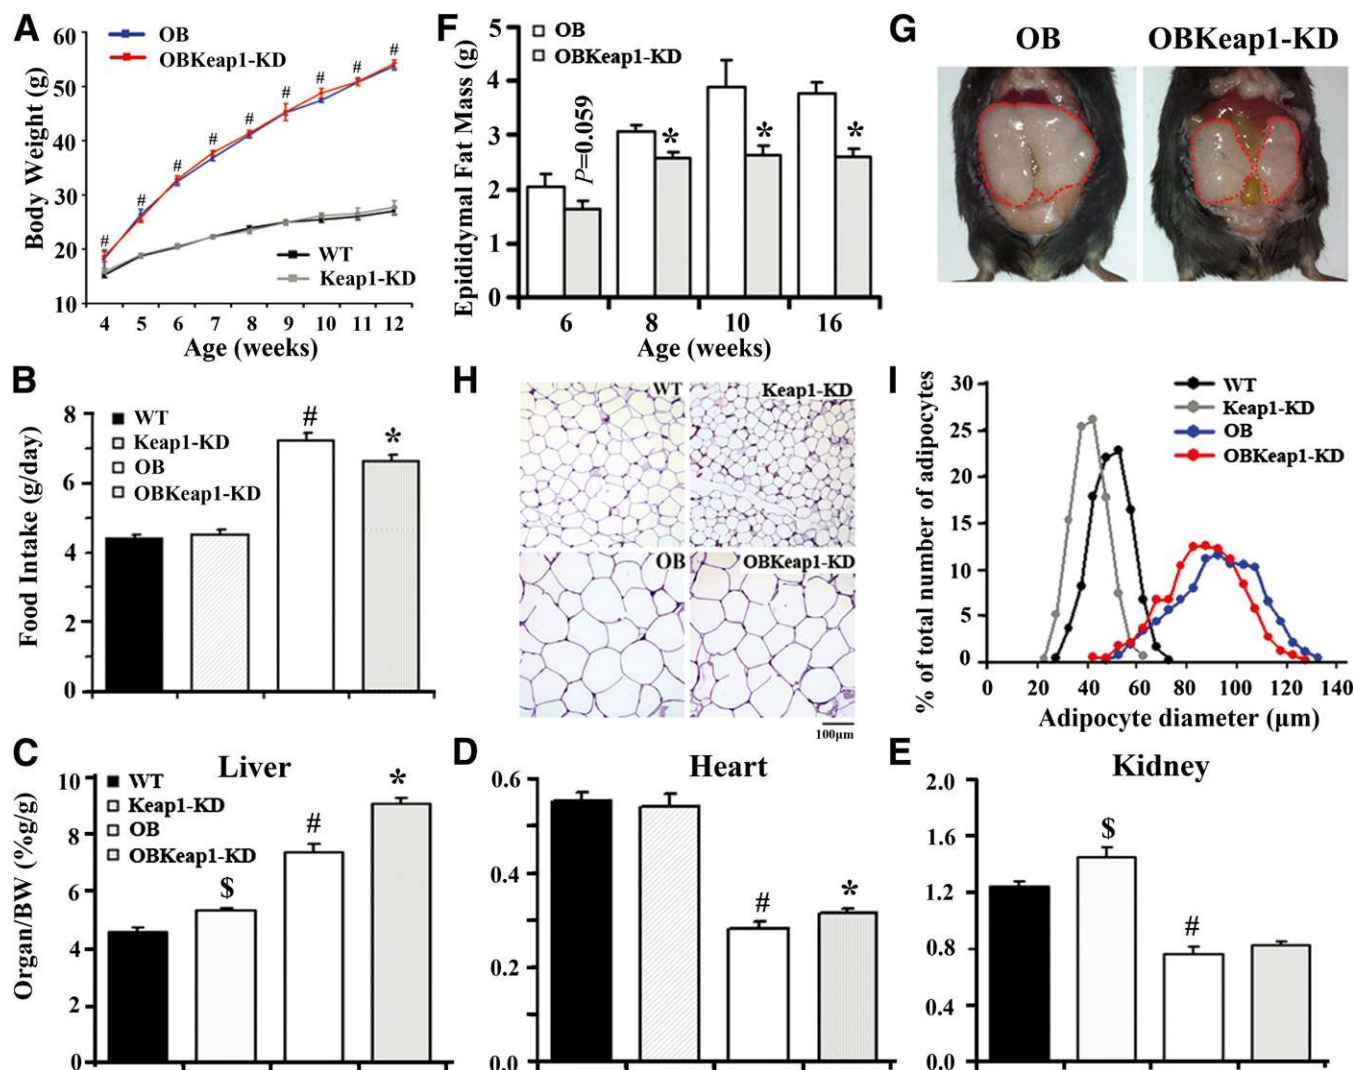 A
Body Weight (g)
60
50
40
30
20
10
OB
OBKeap1-KD
# # # # # # # # #
WT
Keap1-KD
4 5 6 7 8 9 10 11 12
Age (weeks)
F
Epididymal Fat Mass (g)
5
4
3
2
1
0
OB
OBKeap1-KD
P=0.059
* * *
6 8 10 16
Age (weeks)
G
OB OBKeap1-KD
B
Food Intake (g/day)
8
6
4
2
0
WT
Keap1-KD
OB
OBKeap1-KD
# *
H
WT Keap1-KD
OB OBKeap1-KD
100μm
I
% of total number of adipocytes
30
25
20
15
10
5
0
WT
Keap1-KD
OB
OBKeap1-KD
0 20 40 60 80 100 120 140
Adipocyte diameter (μm)
C
Liver
Organ/BW (%g/g)
10
8
6
4
2
0
WT
Keap1-KD
OB
OBKeap1-KD
$ # *
D
Heart
0.6
0.4
0.2
0.0
# *
E
Kidney
2.0
1.6
1.2
0.8
0.4
0.0
$ #